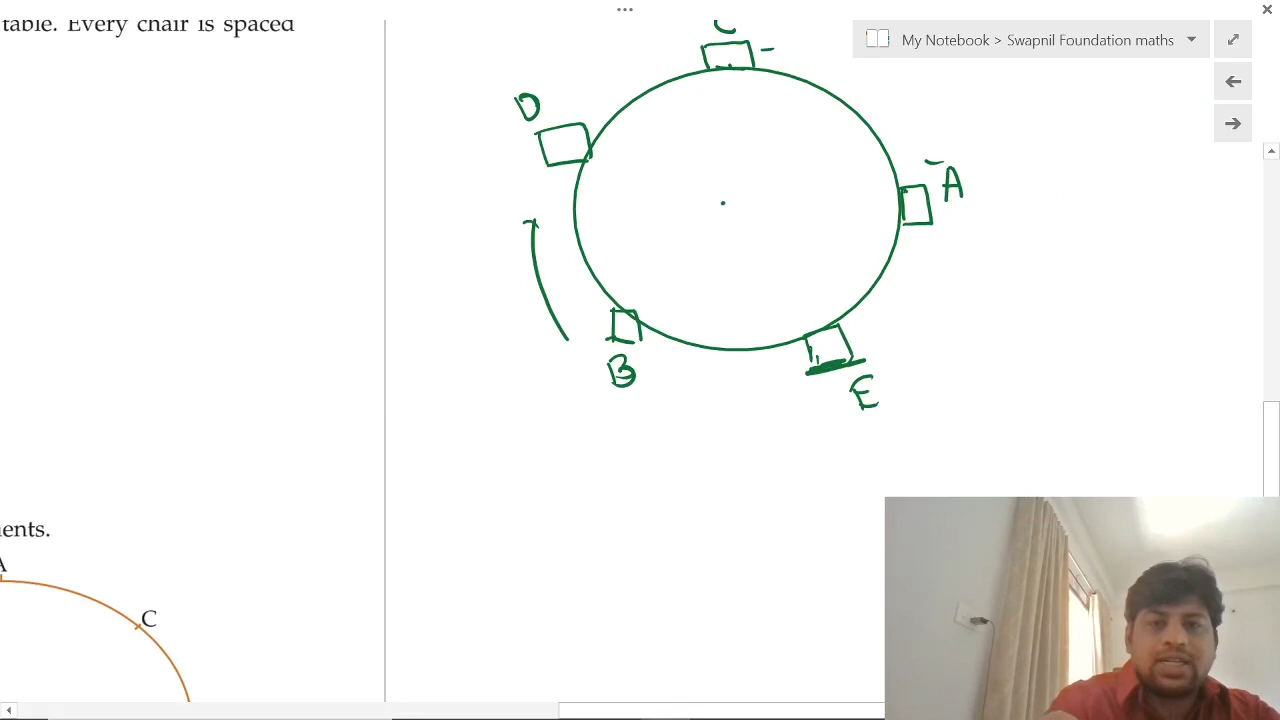 table. Every chair is spaced
My Notebook > Swapnil Foundation maths
C
D
A
B
E
ents.
A
C